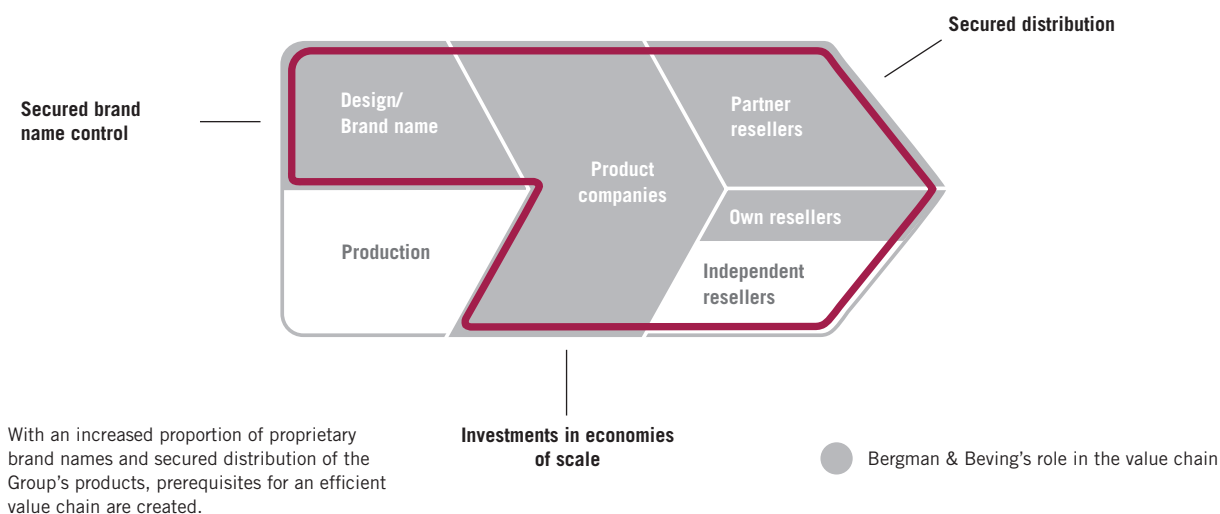 Secured distribution
Secured brand
name control
Design/
Brand name
Partner
resellers
Product
companies
Own resellers
Production
Independent
resellers
With an increased proportion of proprietary
brand names and secured distribution of the
Group's products, prerequisites for an efficient
value chain are created.
Investments in economies
of scale
Bergman & Beving's role in the value chain